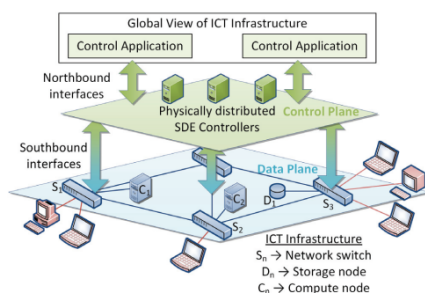 Global View of ICT Infrastructure
Control Application
Control Application
Northbound
interfaces
Physically distributed
SDE Controllers
Control Plane
Southbound
interfaces
Data Plane
S1
C1
C2
D1
S3
S2
ICT Infrastructure
Sn → Network switch
Dn → Storage node
Cn → Compute node